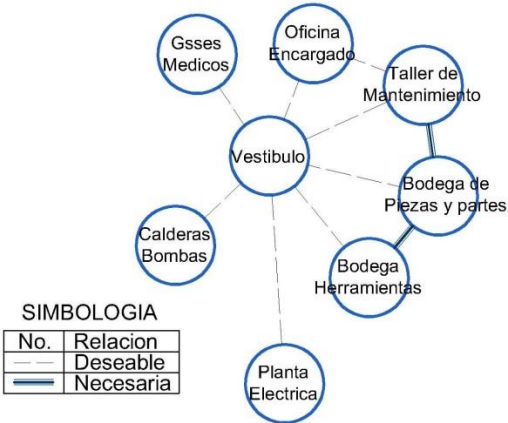 Gsses
Medicos
Oficina
Encargado
Taller de
Mantenimiento
Vestibulo
Bodega de
Piezas y partes
Calderas
Bombas
Bodega
Herramientas
Planta
Electrica
SIMBOLOGIA
No. Relacion
Deseable
Necesaria